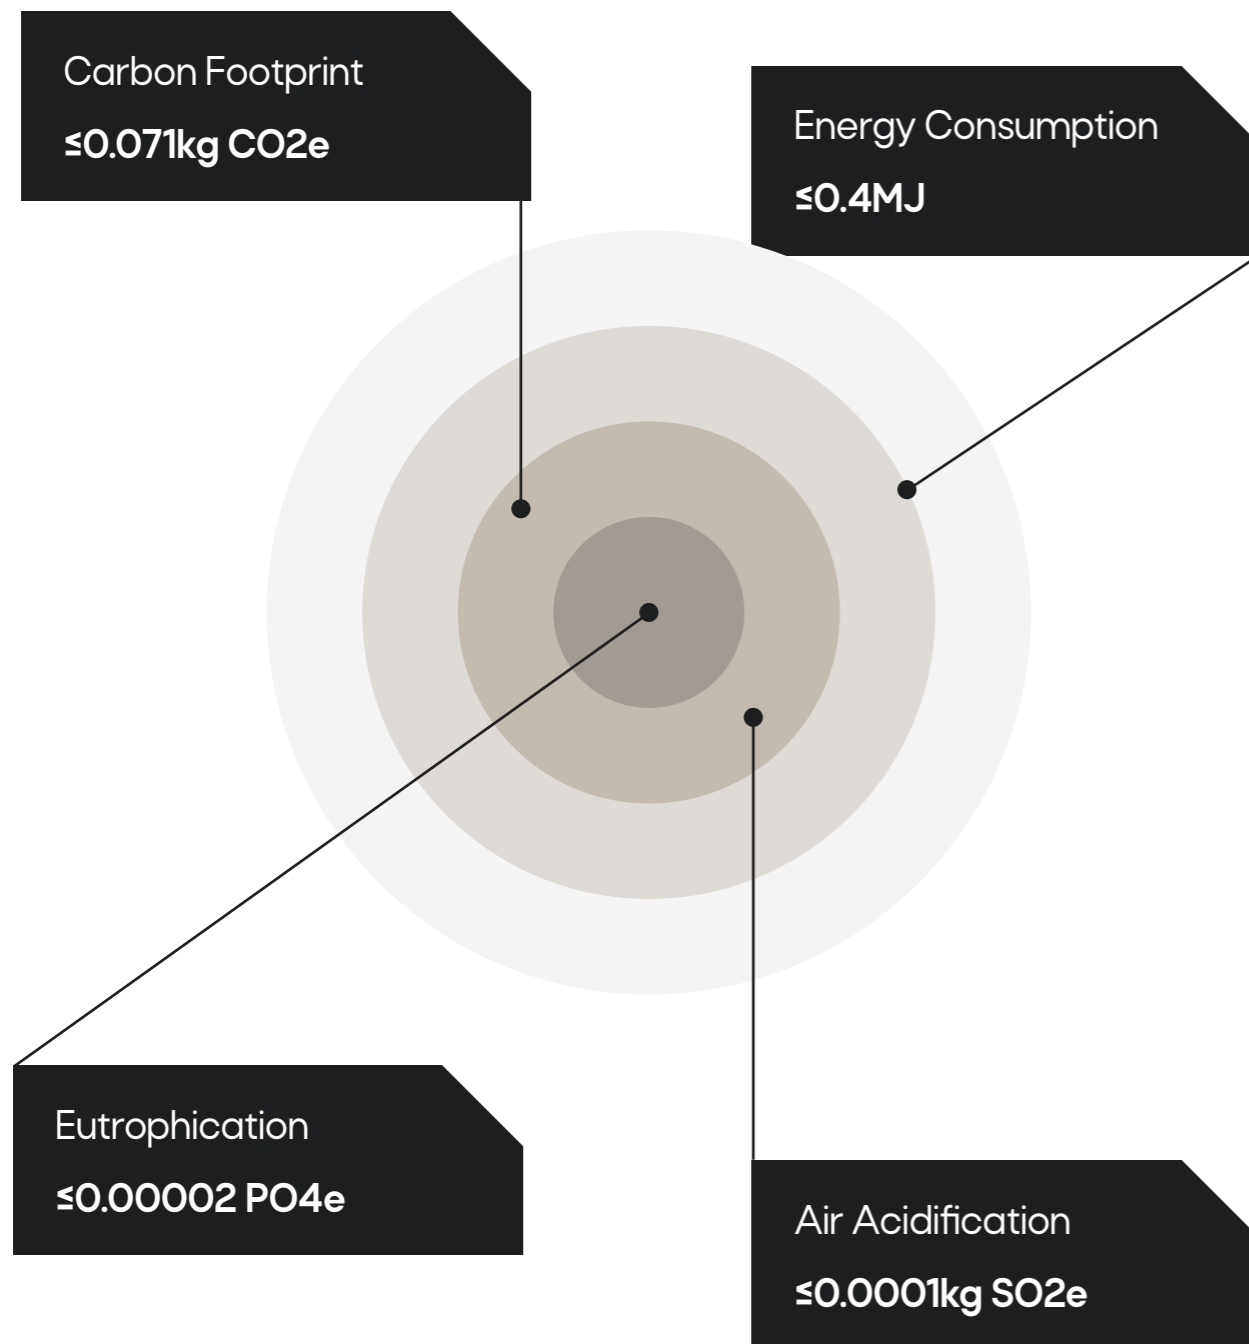 Carbon Footprint
≤0.071kg CO2e
Energy Consumption
≤0.4MJ
Eutrophication
≤0.00002 PO4e
Air Acidification
≤0.0001kg SO2e